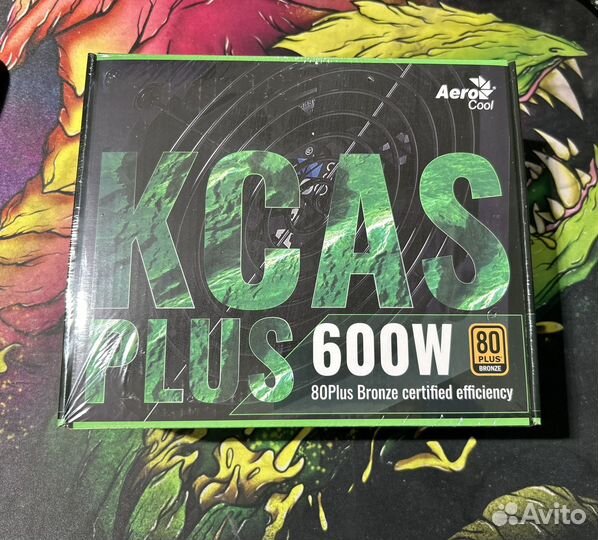 Aero
Cool
KCAS
PLUS 600W
80
PLUS
BRONZE
80Plus Bronze certified efficiency
Avito